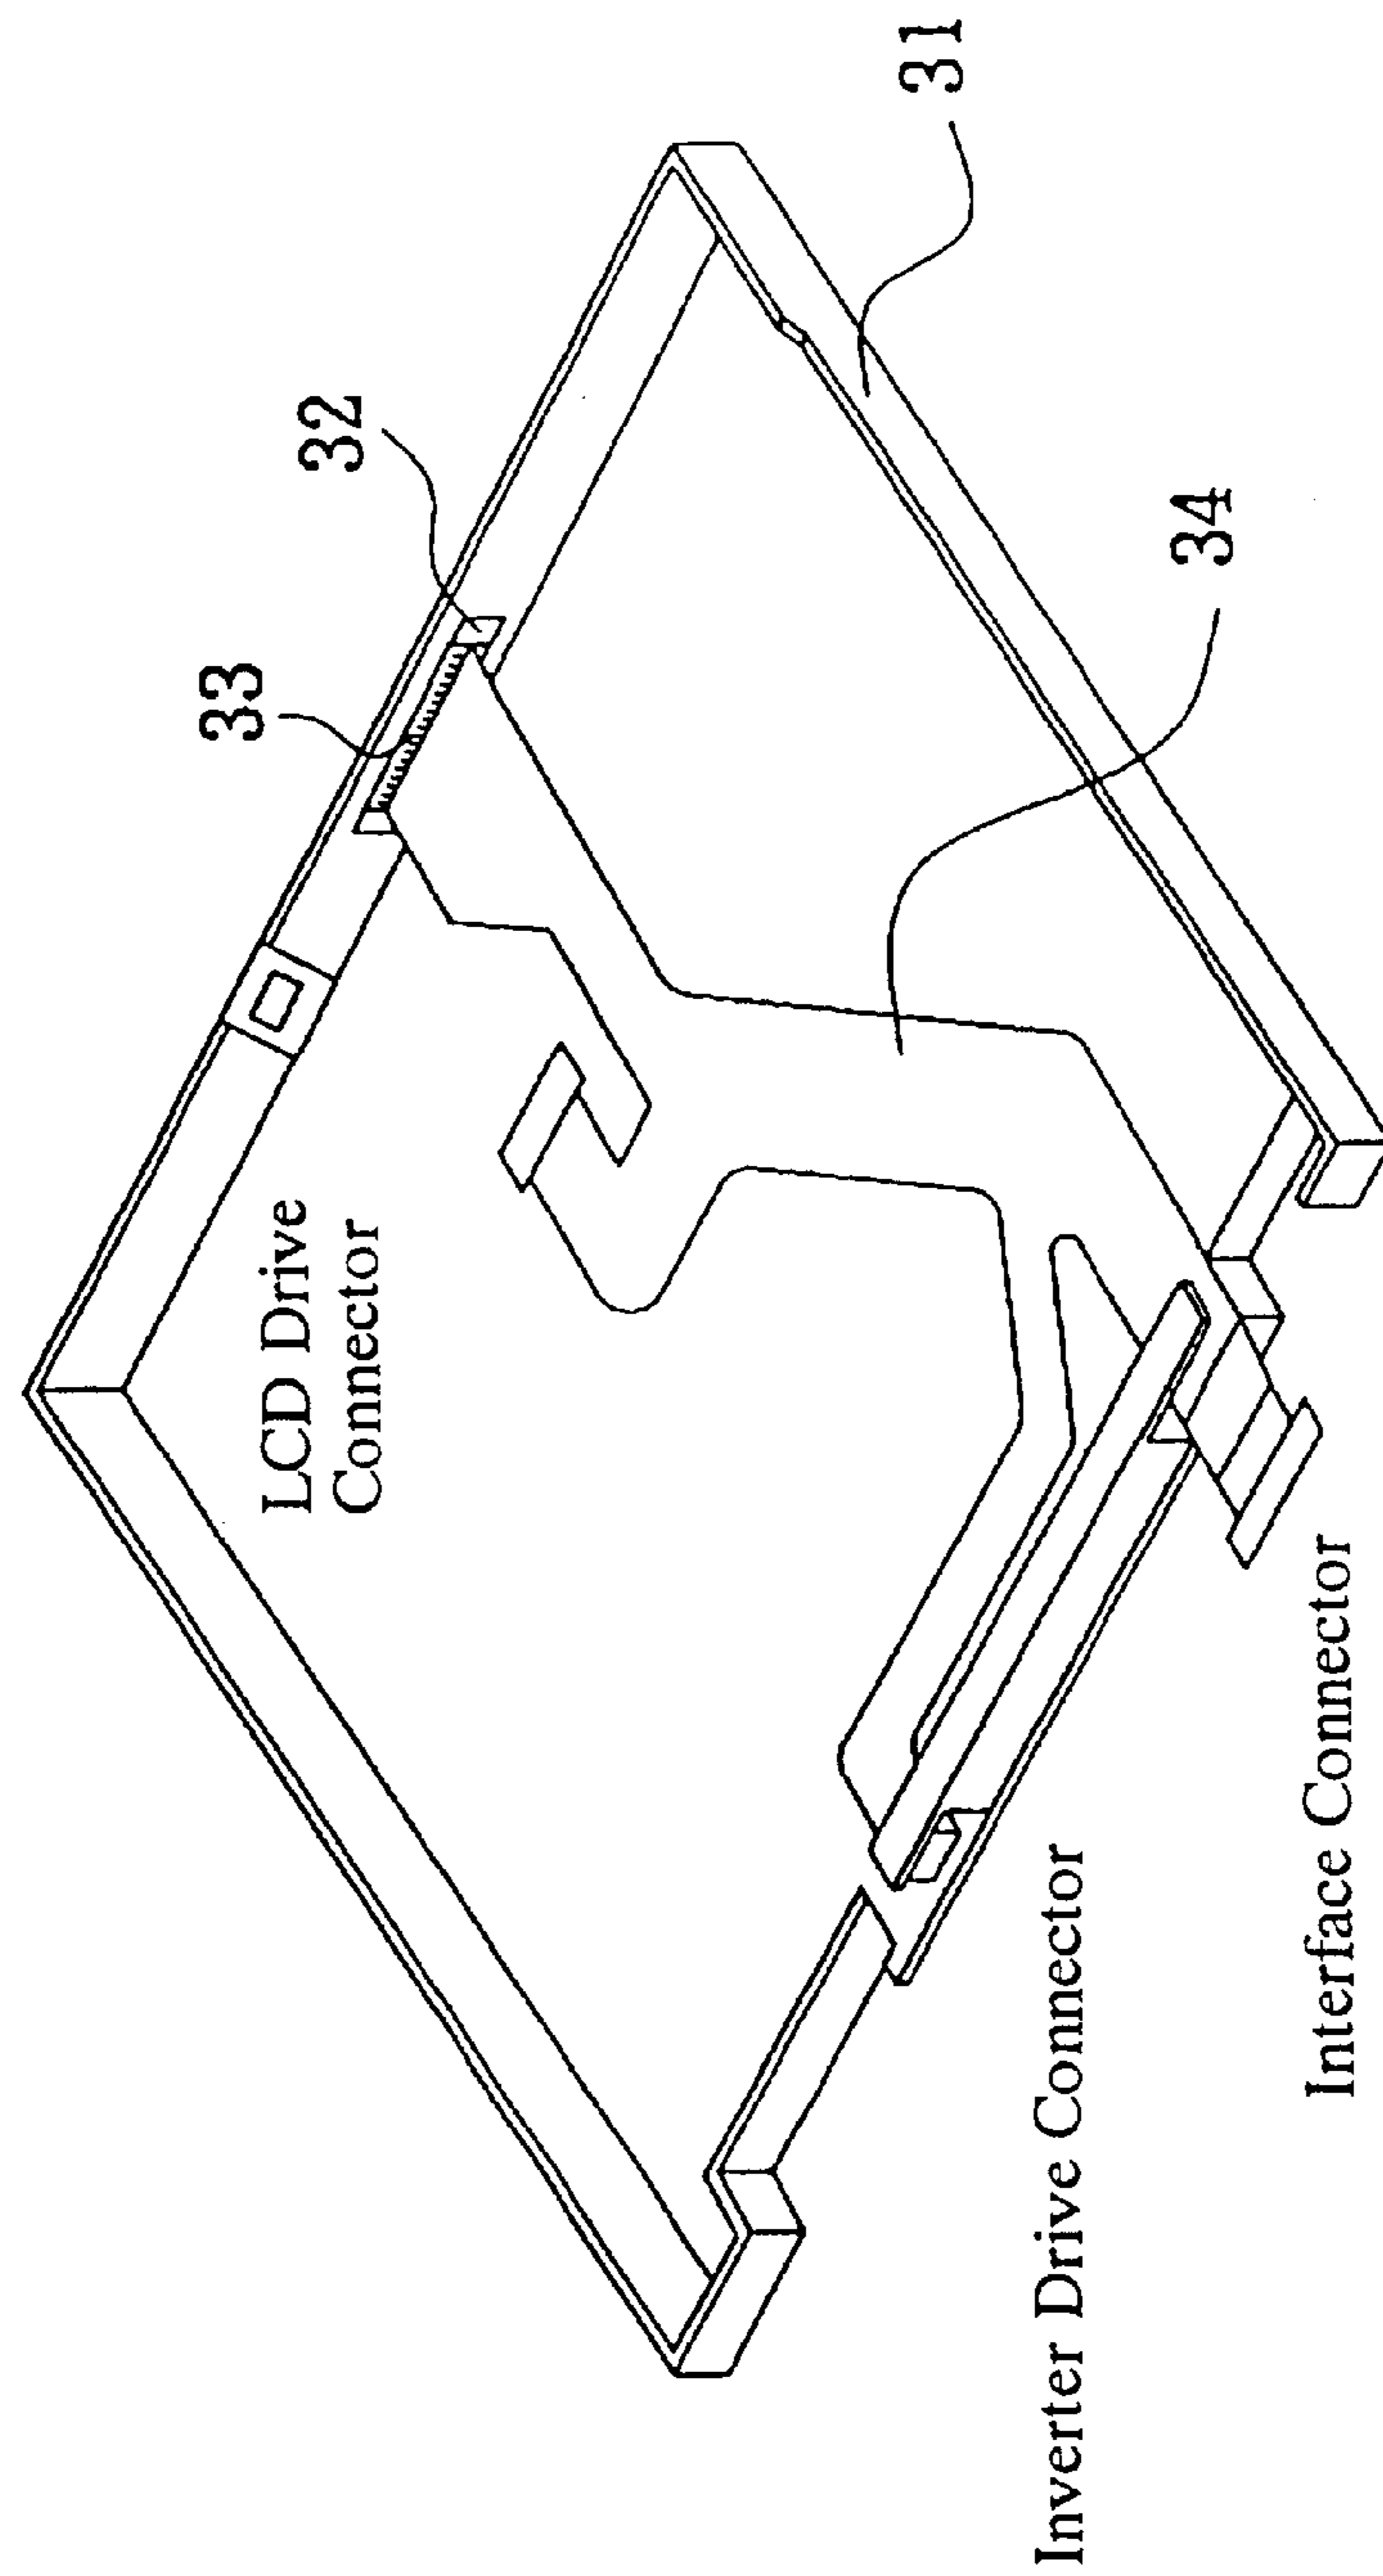 31
32
33
34
LCD Drive
Connector
Inverter Drive Connector
Interface Connector